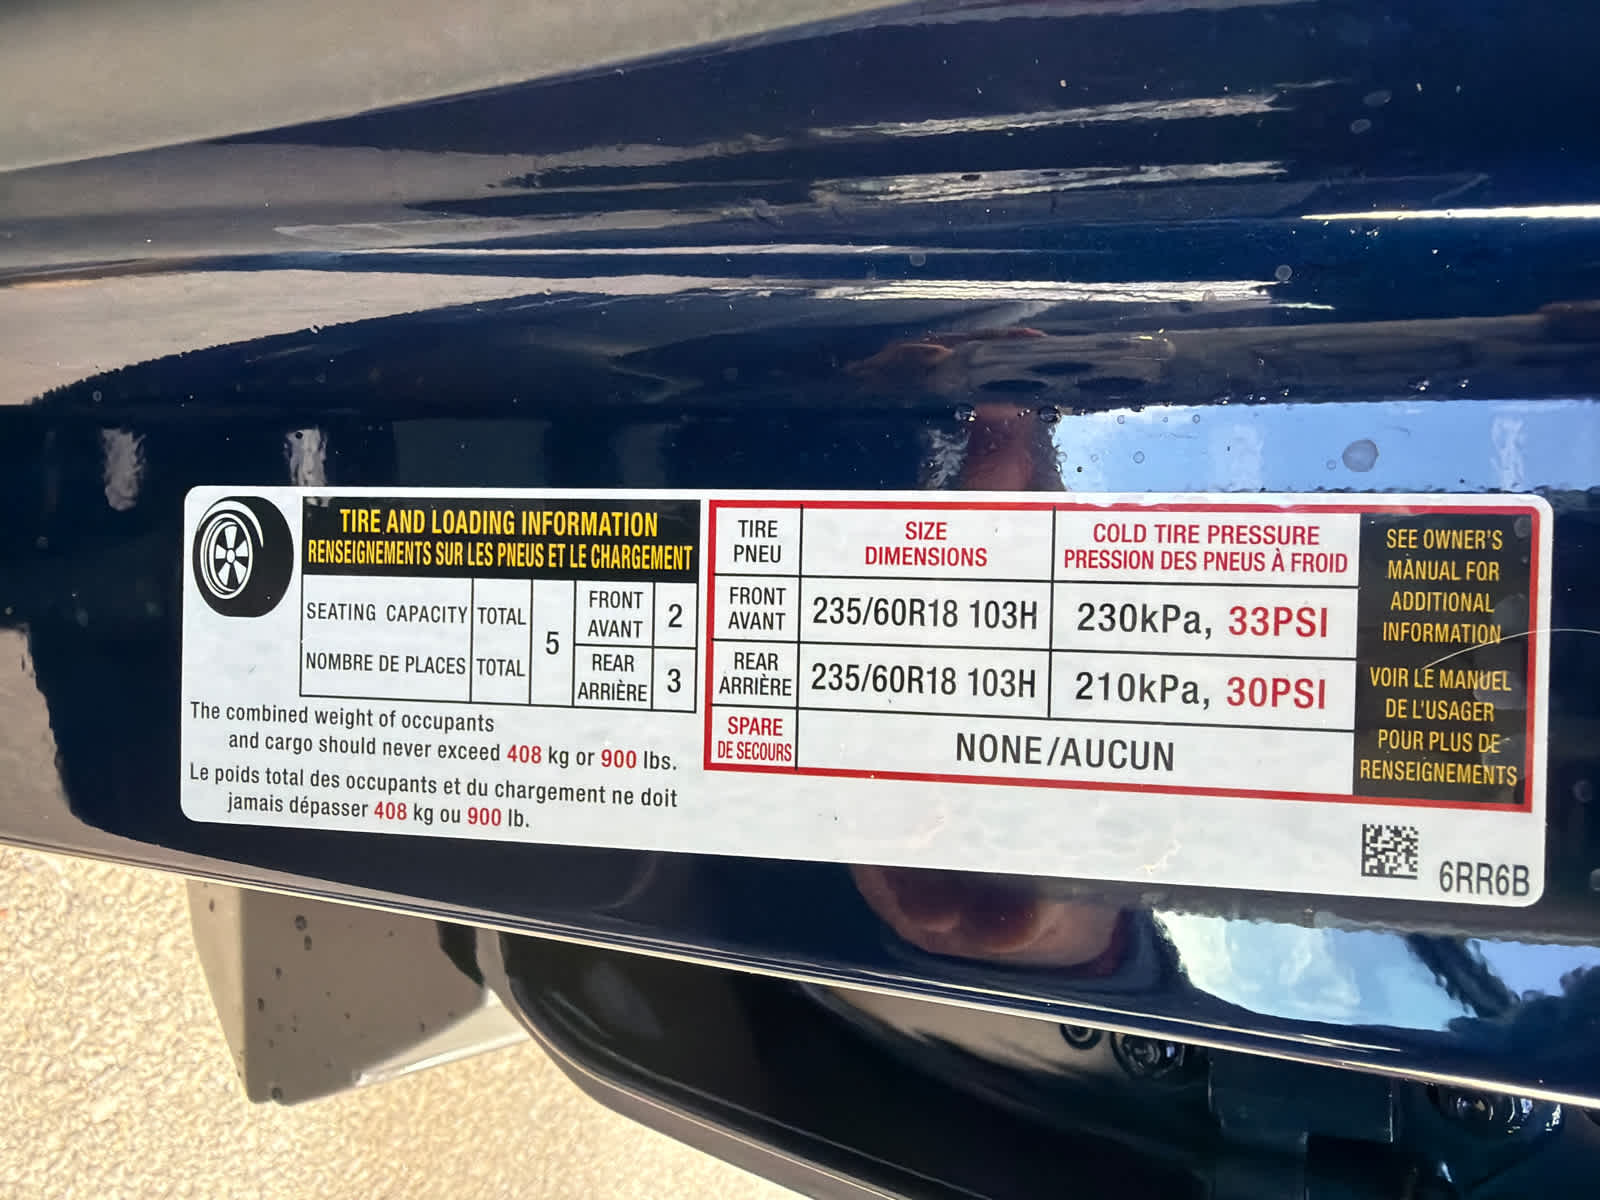 TIRE AND LOADING INFORMATION
RENSEIGNEMENTS SUR LES PNEUS ET LE CHARGEMENT
SEATING CAPACITY TOTAL
NOMBRE DE PLACES TOTAL
5
FRONT
AVANT
2
REAR
ARRIÈRE
3
The combined weight of occupants
and cargo should never exceed 408 kg or 900 lbs.
Le poids total des occupants et du chargement ne doit
jamais dépasser 408 kg ou 900 lb.
TIRE
PNEU
SIZE
DIMENSIONS
COLD TIRE PRESSURE
PRESSION DES PNEUS À FROID
FRONT
AVANT
235/60R18 103H
230kPa, 33PSI
REAR
ARRIÈRE
235/60R18 103H
210kPa, 30PSI
SPARE
DE SECOURS
NONE/AUCUN
SEE OWNER'S
MANUAL FOR
ADDITIONAL
INFORMATION
VOIR LE MANUEL
DE L'USAGER
POUR PLUS DE
RENSEIGNEMENTS
6RR6B